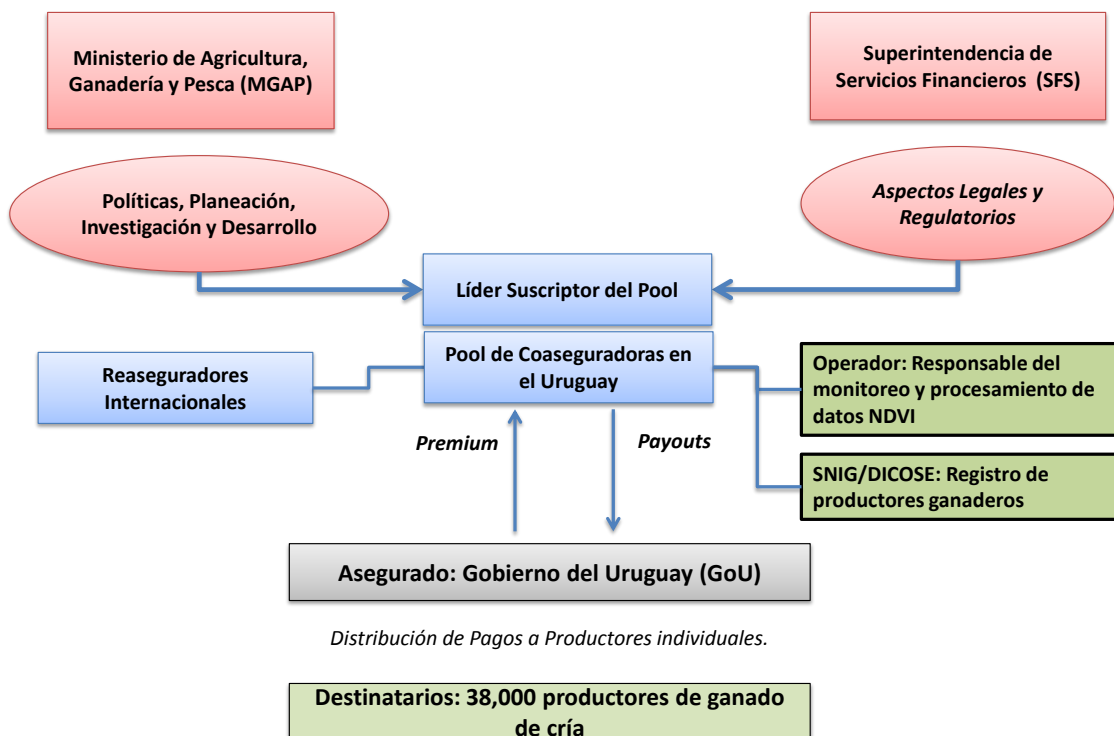 Ministerio de Agricultura,
Ganadería y Pesca (MGAP)
Superintendencia de
Servicios Financieros (SFS)
Políticas, Planeación,
Investigación y Desarrollo
Aspectos Legales y
Regulatorios
Líder Suscriptor del Pool
Reaseguradores
Internacionales
Pool de Coaseguradoras en
el Uruguay
Operador: Responsable del
monitoreo y procesamiento de
datos NDVI
Premium
Payouts
SNIG/DICOSE: Registro de
productores ganaderos
Asegurado: Gobierno del Uruguay (GoU)
Distribución de Pagos a Productores individuales.
Destinatarios: 38,000 productores de ganado
de cría